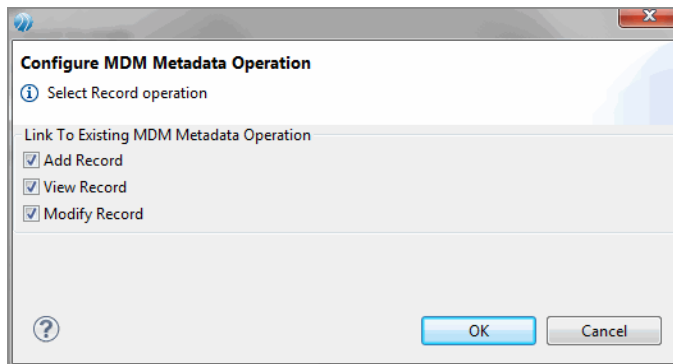 Configure MDM Metadata Operation
Select Record operation
Link To Existing MDM Metadata Operation
Add Record
View Record
Modify Record
OK
Cancel